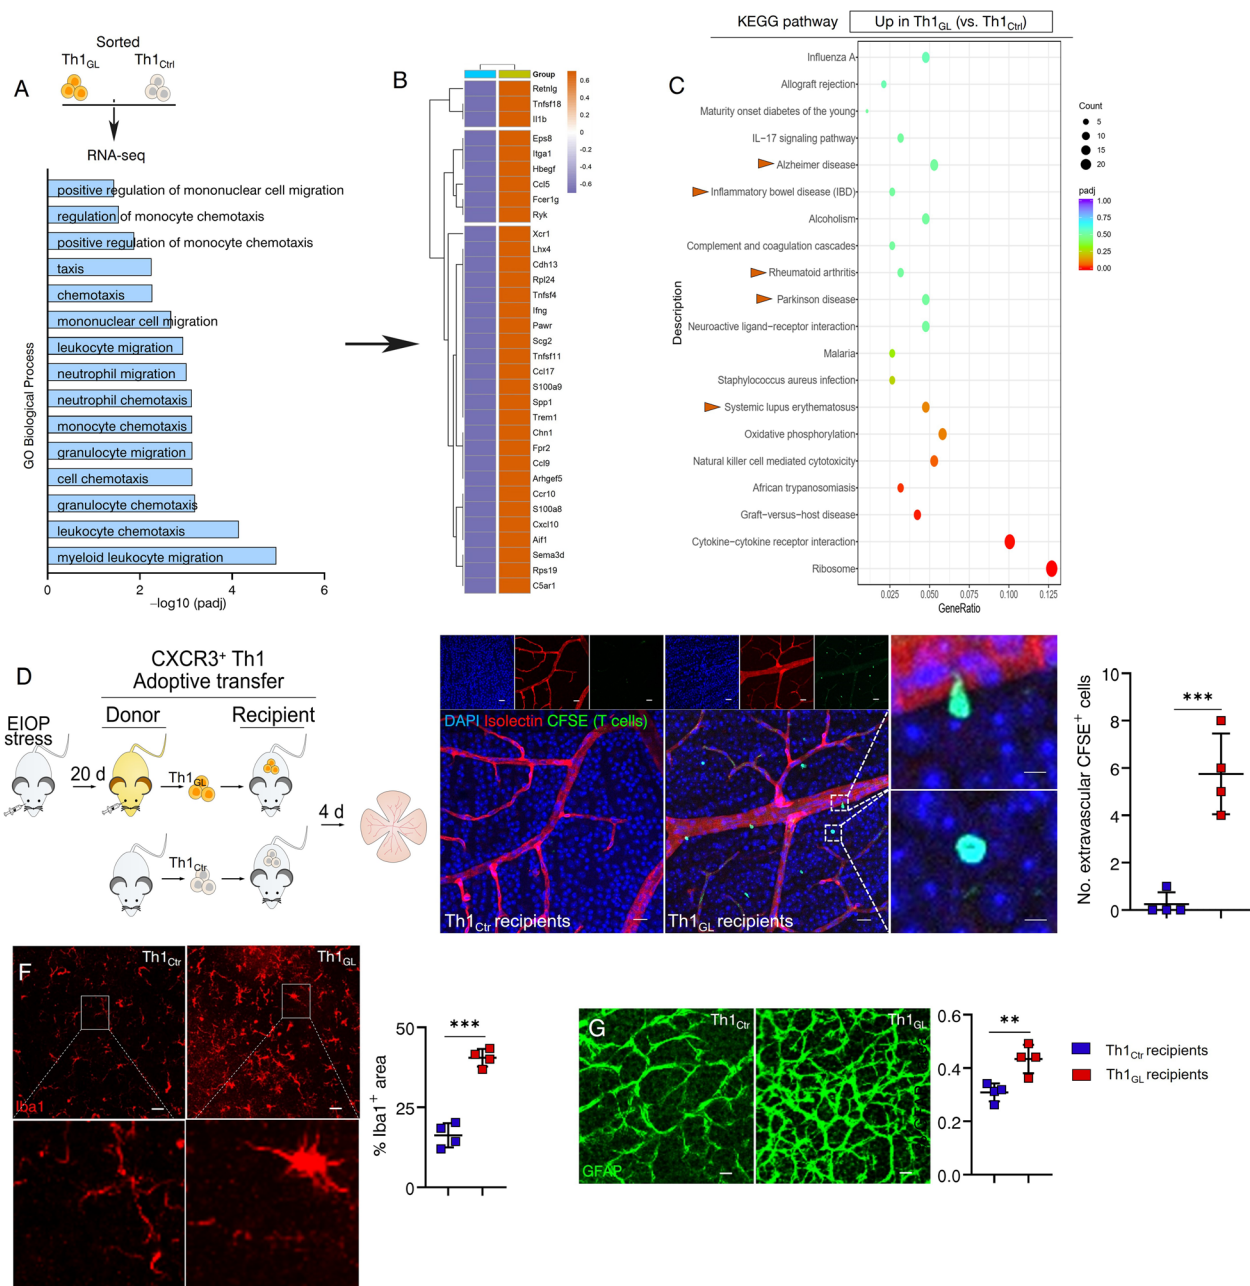 A
Sorted
Th1GL
Th1Ctrl
RNA-seq
GO Biological Process
positive regulation of mononuclear cell migration
regulation of monocyte chemotaxis
positive regulation of monocyte chemotaxis
taxis
chemotaxis
mononuclear cell migration
leukocyte migration
neutrophil migration
neutrophil chemotaxis
monocyte chemotaxis
granulocyte migration
cell chemotaxis
granulocyte chemotaxis
leukocyte chemotaxis
myeloid leukocyte migration
0 2 4 6
−log10 (padj)
B
Group
Retnlg
Tnfsf18
Il1b
Eps8
Itga1
Hbegf
Ccl5
Fcer1g
Ryk
Xcr1
Lhx4
Cdh13
Rpl24
Tnfsf4
Ifng
Pawr
Scg2
Tnfsf11
Ccl17
S100a9
Spp1
Trem1
Chn1
Fpr2
Ccl9
Arhgef5
Ccr10
S100a8
Cxcl10
Aif1
Sema3d
Rps19
C5ar1
0.6
0.4
0.2
0
-0.2
-0.4
-0.6
C
KEGG pathway
Up in Th1GL (vs. Th1Ctrl)
Description
Influenza A
Allograft rejection
Maturity onset diabetes of the young
IL−17 signaling pathway
Alzheimer disease
Inflammatory bowel disease (IBD)
Alcoholism
Complement and coagulation cascades
Rheumatoid arthritis
Parkinson disease
Neuroactive ligand−receptor interaction
Malaria
Staphylococcus aureus infection
Systemic lupus erythematosus
Oxidative phosphorylation
Natural killer cell mediated cytotoxicity
African trypanosomiasis
Graft−versus−host disease
Cytokine−cytokine receptor interaction
Ribosome
0.025 0.050 0.075 0.100 0.125
GeneRatio
Count
5
10
15
20
padj
1.00
0.75
0.50
0.25
0.00
D
CXCR3+ Th1
Adoptive transfer
EIOP
stress
Donor
Recipient
20 d
Th1GL
4 d
Th1Ctr
DAPI Isolectin CFSE (T cells)
Th1Ctr recipients
Th1GL recipients
No. extravascular CFSE+ cells
10
8
6
4
2
0
***
F
Th1Ctr
Th1GL
Iba1
% Iba1+ area
50
25
0
***
G
Th1Ctr
Th1GL
GFAP
0.6
0.4
0.2
0.0
**
Th1Ctr recipients
Th1GL recipients